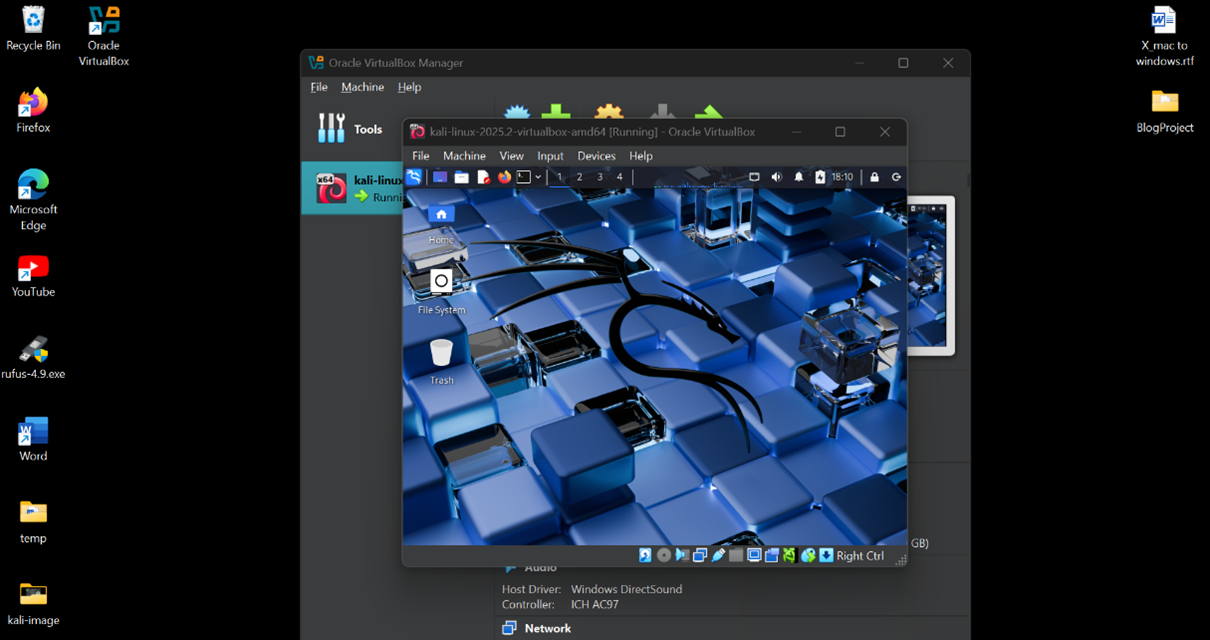 Recycle Bin
Oracle
VirtualBox
Firefox
Microsoft
Edge
YouTube
rufus-4.9.exe
Word
temp
kali-image
X_mac to
windows.rtf
BlogProject
Oracle VirtualBox Manager
File Machine Help
Tools
x64
kali-linux
Runni
kali-linux-2025.2-virtualbox-amd64 [Running] - Oracle VirtualBox
File Machine View Input Devices Help
1 2 3 4
18:10
Home
File System
Trash
Right Ctrl
GB)
Audio
Host Driver: Windows DirectSound
Controller: ICH AC97
Network